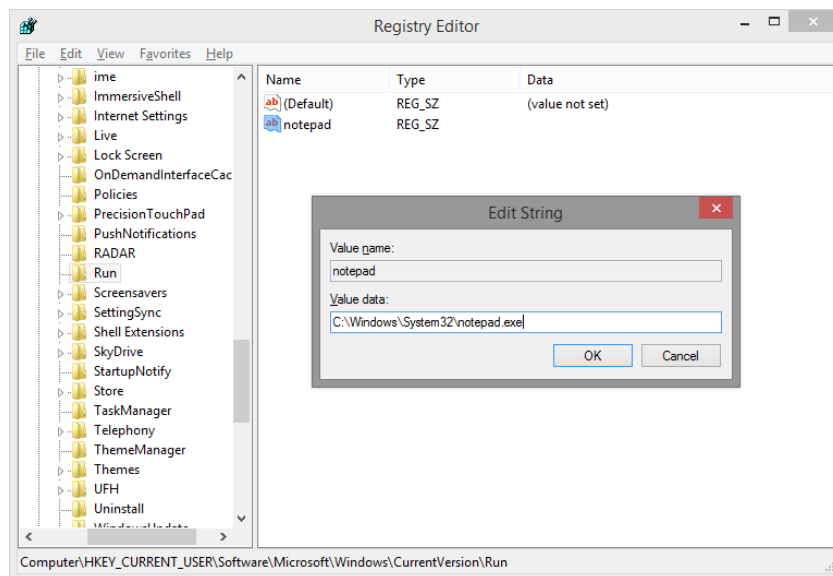 Registry Editor
File Edit View Favorites Help
ime
ImmersiveShell
Internet Settings
Live
Lock Screen
OnDemandInterfaceCac
Policies
PrecisionTouchPad
PushNotifications
RADAR
Run
Screensavers
SettingSync
Shell Extensions
SkyDrive
StartupNotify
Store
TaskManager
Telephony
ThemeManager
Themes
UFH
Uninstall
WindowsUpdate
Name Type Data
ab (Default) REG_SZ (value not set)
ab notepad REG_SZ
Edit String
Value name:
notepad
Value data:
C:\Windows\System32\notepad.exe
OK Cancel
Computer\HKEY_CURRENT_USER\Software\Microsoft\Windows\CurrentVersion\Run